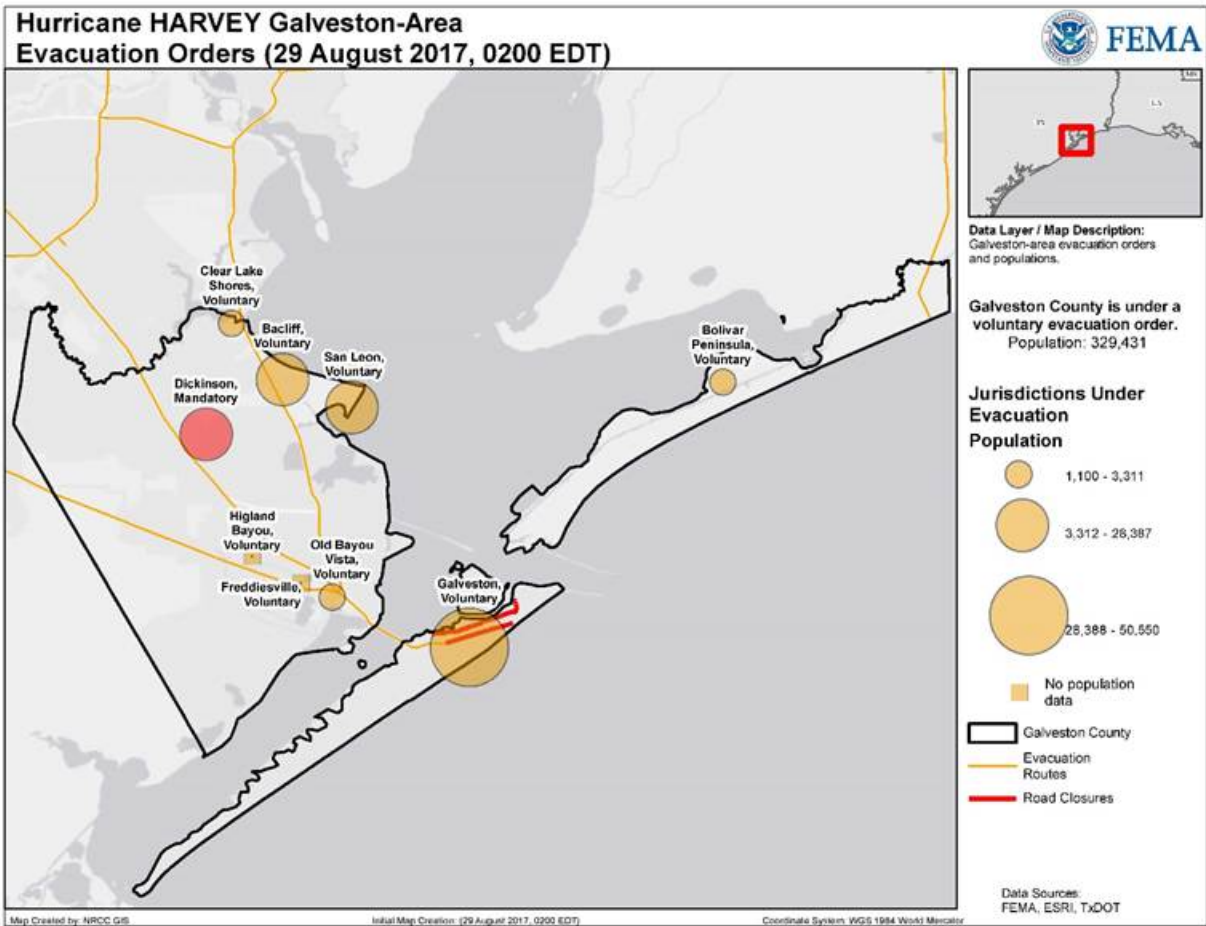 Hurricane HARVEY Galveston-Area
Evacuation Orders (29 August 2017, 0200 EDT)
FEMA
Data Layer / Map Description:
Galveston-area evacuation orders
and populations.
Galveston County is under a
voluntary evacuation order.
Population: 329,431
Jurisdictions Under
Evacuation
Population
1,100 - 3,311
3,312 - 28,387
28,388 - 50,550
No population
data
Galveston County
Evacuation
Routes
Road Closures
Data Sources:
FEMA, ESRI, TxDOT
Clear Lake
Shores,
Voluntary
Bacliff,
Voluntary
San Leon,
Voluntary
Dickinson,
Mandatory
Bolivar
Peninsula,
Voluntary
Higland
Bayou,
Voluntary
Old Bayou
Vista,
Voluntary
Freddiesville,
Voluntary
Galveston,
Voluntary
Map Created by: NRCC GIS
Initial Map Creation: (29 August 2017, 0200 EDT)
Coordinate System: WGS 1984 World Mercator